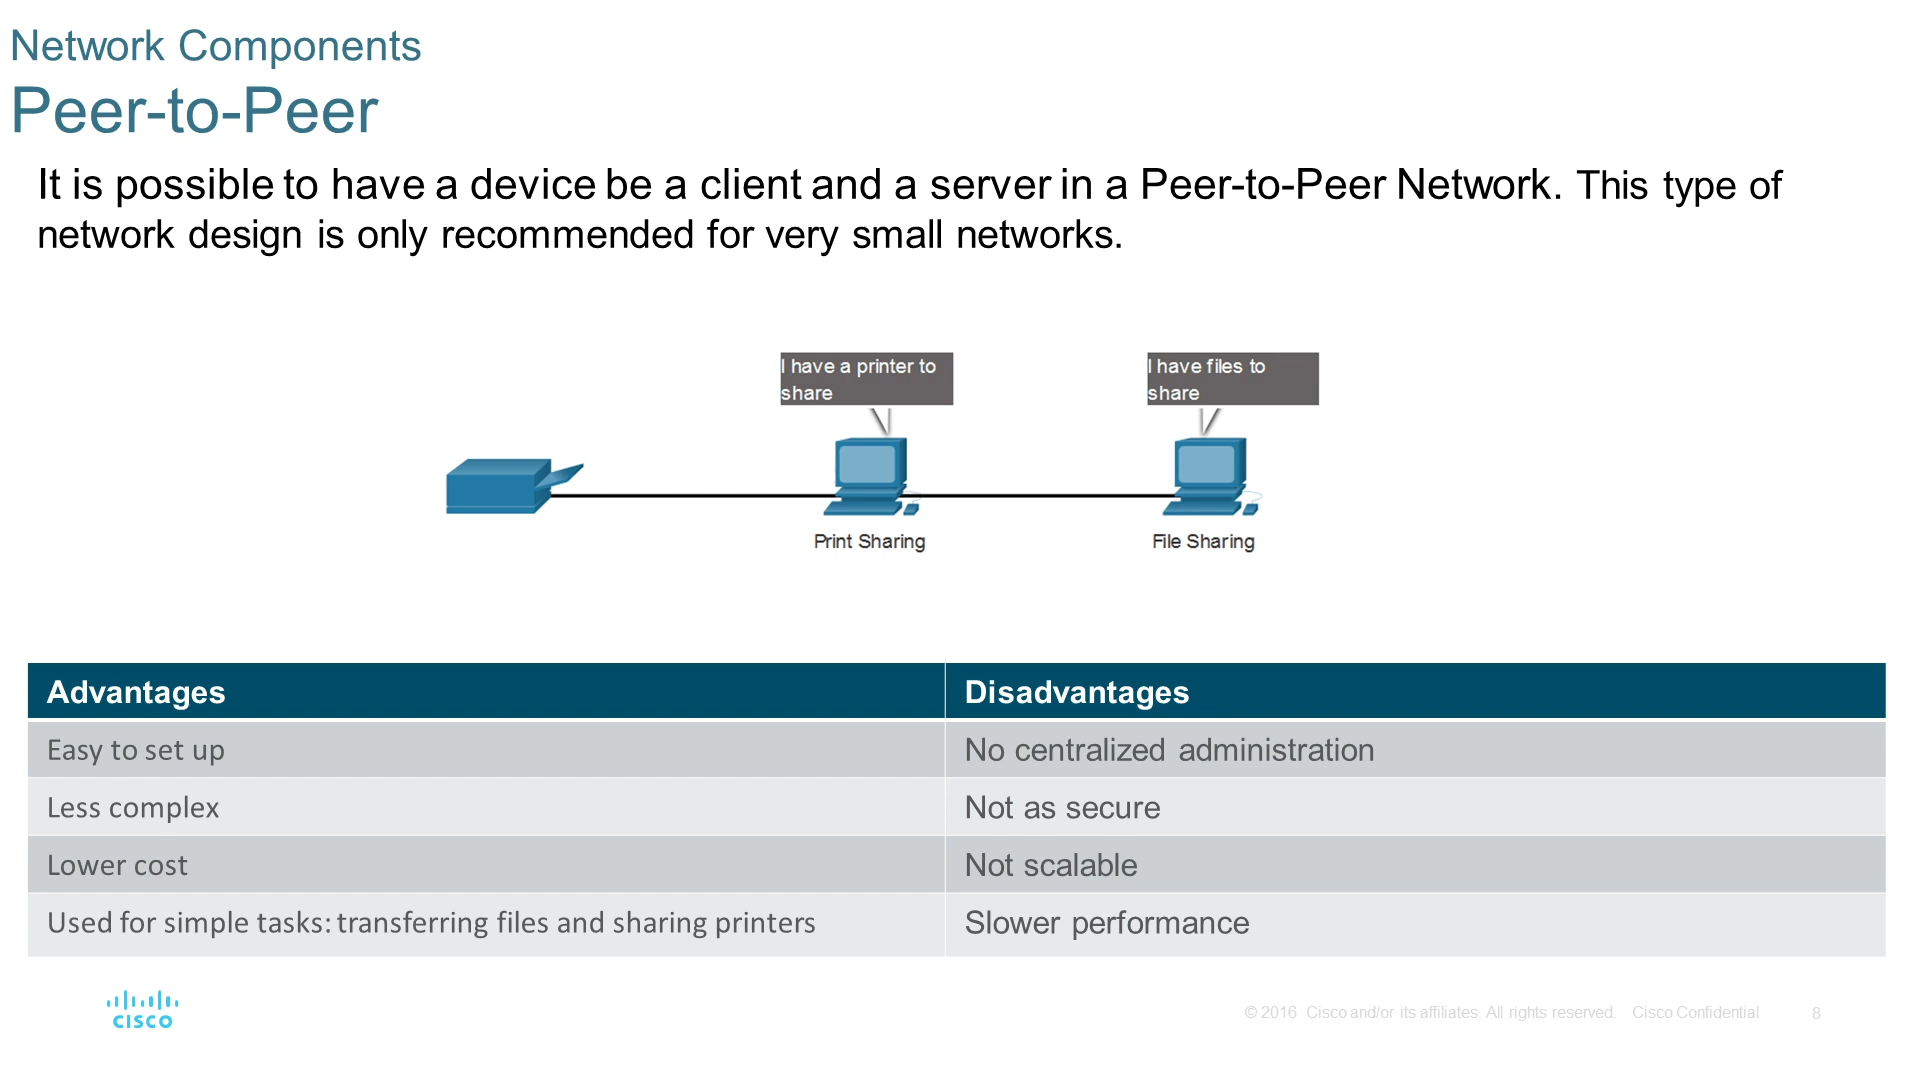 Network Components
Peer-to-Peer
It is possible to have a device be a client and a server in a Peer-to-Peer Network. This type of
network design is only recommended for very small networks.
I have a printer to
share
I have files to
share
Print Sharing
File Sharing
Advantages
Disadvantages
Easy to set up
No centralized administration
Less complex
Not as secure
Lower cost
Not scalable
Used for simple tasks: transferring files and sharing printers
Slower performance
CISCO
© 2016 Cisco and/or its affiliates. All rights reserved. Cisco Confidential
8